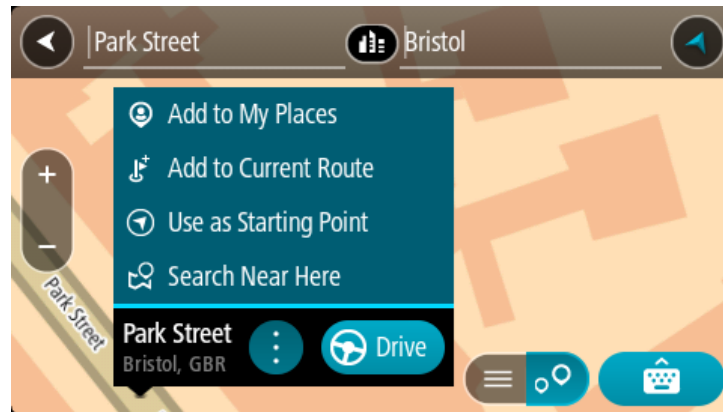 Park Street
Bristol
Add to My Places
Add to Current Route
Use as Starting Point
Search Near Here
Park Street
Park Street
Bristol, GBR
Drive